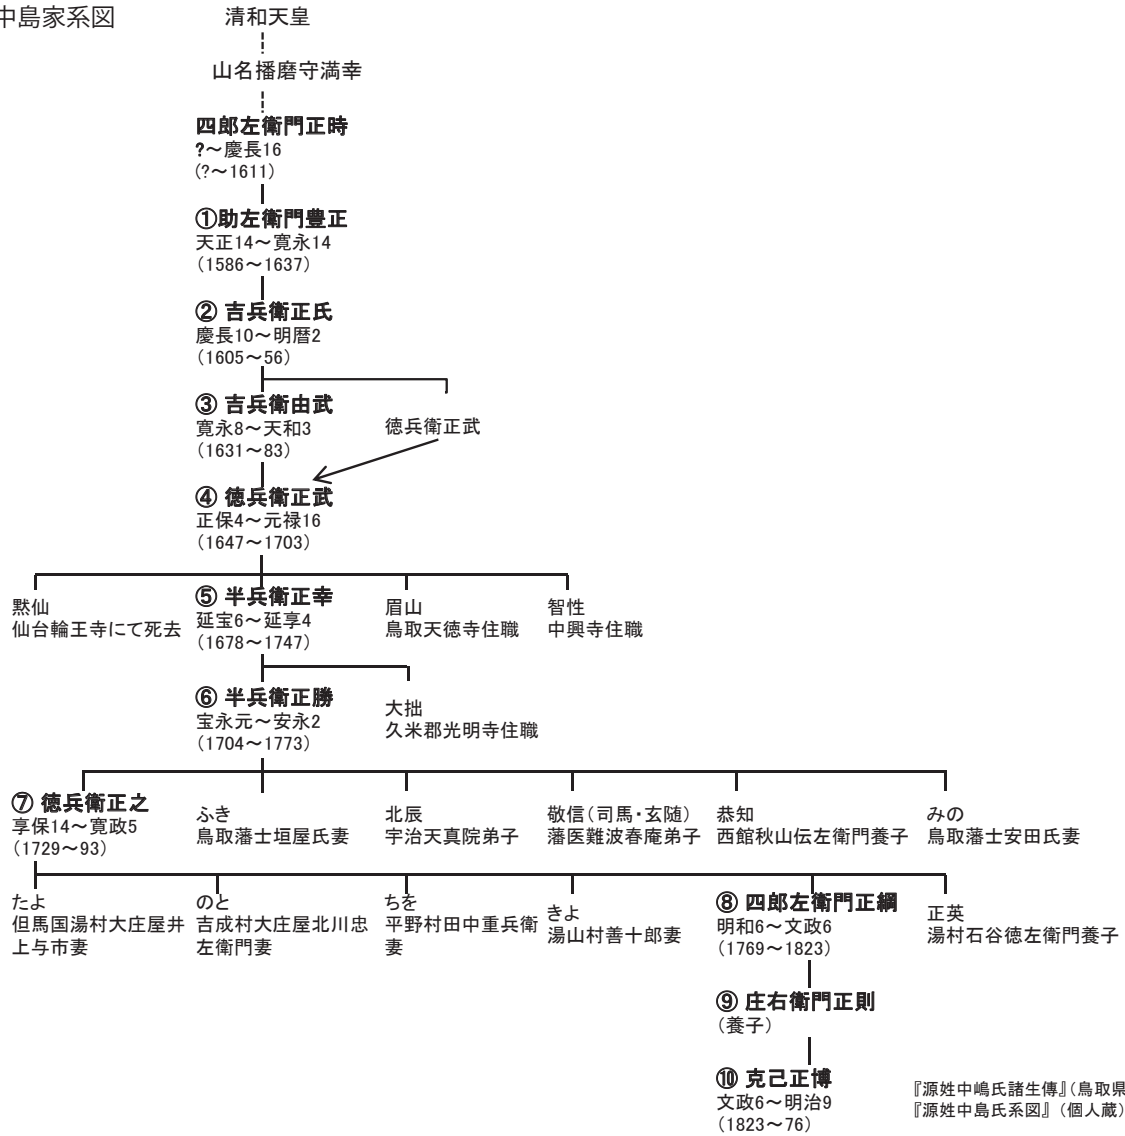 中島家系図
清和天皇
山名播磨守満幸
四郎左衛門正時
?～慶長16
(?～1611)
①助左衛門豊正
天正14～寛永14
(1586～1637)
② 吉兵衛正氏
慶長10～明暦2
(1605～56)
③ 吉兵衛由武
寛永8～天和3
(1631～83)
徳兵衛正武
④ 徳兵衛正武
正保4～元禄16
(1647～1703)
黙仙
仙台輪王寺にて死去
⑤ 半兵衛正幸
延宝6～延享4
(1678～1747)
眉山
鳥取天徳寺住職
智性
中興寺住職
⑥ 半兵衛正勝
宝永元～安永2
(1704～1773)
大拙
久米郡光明寺住職
⑦ 徳兵衛正之
享保14～寛政5
(1729～93)
ふき
鳥取藩士垣屋氏妻
北辰
宇治天真院弟子
敬信(司馬・玄随)
藩医難波春庵弟子
恭知
西館秋山伝左衛門養子
みの
鳥取藩士安田氏妻
たよ
但馬国湯村大庄屋井
上与市妻
のと
吉成村大庄屋北川忠
左衛門妻
ちを
平野村田中重兵衛
妻
きよ
湯山村善十郎妻
⑧ 四郎左衛門正綱
明和6～文政6
(1769～1823)
正英
湯村石谷徳左衛門養子
⑨ 庄右衛門正則
(養子)
⑩ 克己正博
文政6～明治9
(1823～76)
『源姓中嶋氏諸生傳』(鳥取県
『源姓中島氏系図』(個人蔵)